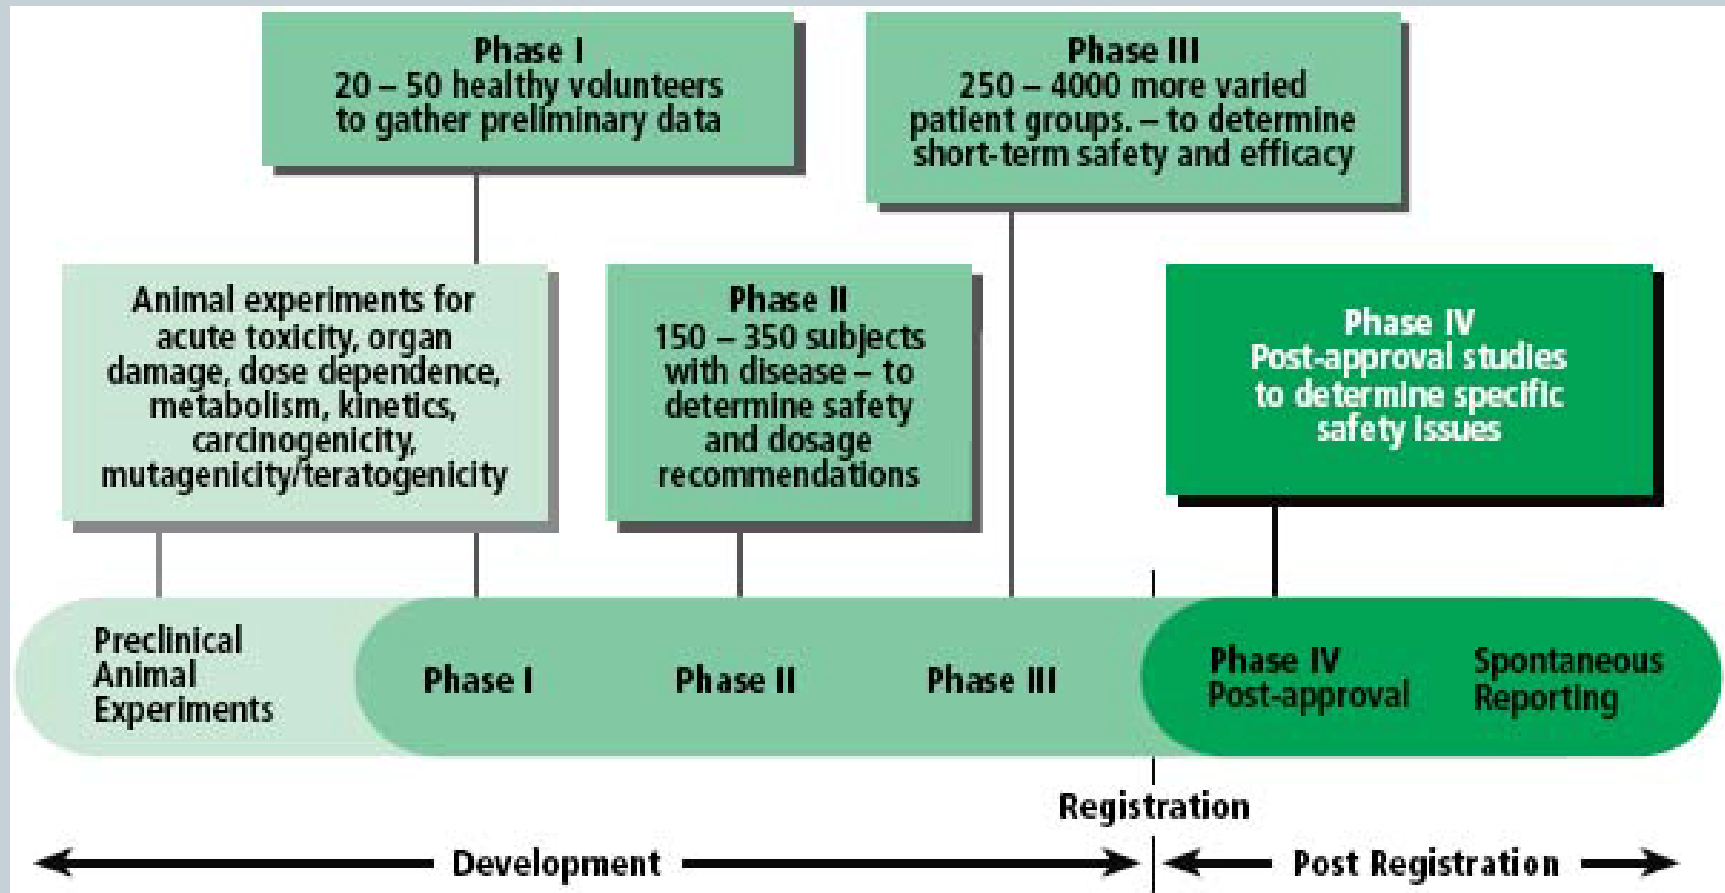 Phase I
20 – 50 healthy volunteers
to gather preliminary data
Phase III
250 – 4000 more varied
patient groups. – to determine
short-term safety and efficacy
Animal experiments for
acute toxicity, organ
damage, dose dependence,
metabolism, kinetics,
carcinogenicity,
mutagenicity/teratogenicity
Phase II
150 – 350 subjects
with disease – to
determine safety
and dosage
recommendations
Phase IV
Post-approval studies
to determine specific
safety issues
Preclinical
Animal
Experiments
Phase I
Phase II
Phase III
Phase IV
Post-approval
Spontaneous
Reporting
Registration
Development
Post Registration